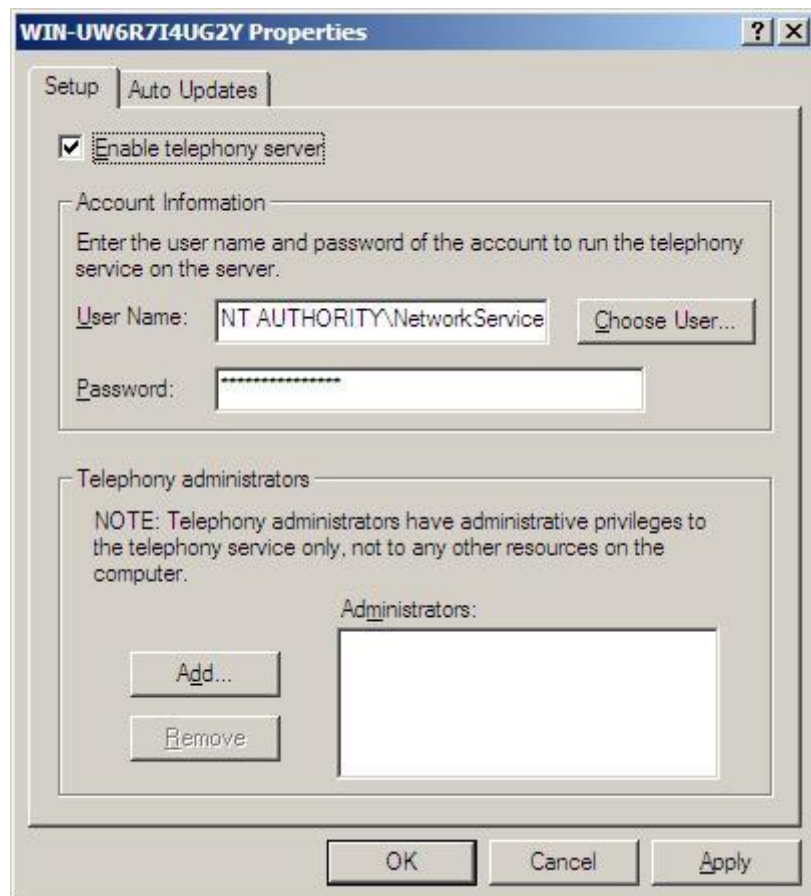 WIN-UW6R7I4UG2Y Properties
Setup
Auto Updates
Enable telephony server
Account Information
Enter the user name and password of the account to run the telephony
service on the server.
User Name:
NT AUTHORITY\NetworkService
Choose User...
Password:
***************
Telephony administrators
NOTE: Telephony administrators have administrative privileges to
the telephony service only, not to any other resources on the
computer.
Administrators:
Add...
Remove
OK
Cancel
Apply